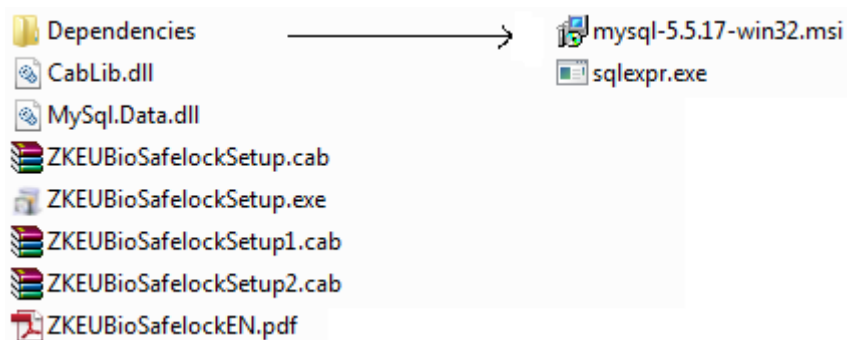 Dependencies
mysql-5.5.17-win32.msi
CabLib.dll
sqlexpr.exe
MySql.Data.dll
ZKEUBioSafelockSetup.cab
ZKEUBioSafelockSetup.exe
ZKEUBioSafelockSetup1.cab
ZKEUBioSafelockSetup2.cab
ZKEUBioSafelockEN.pdf